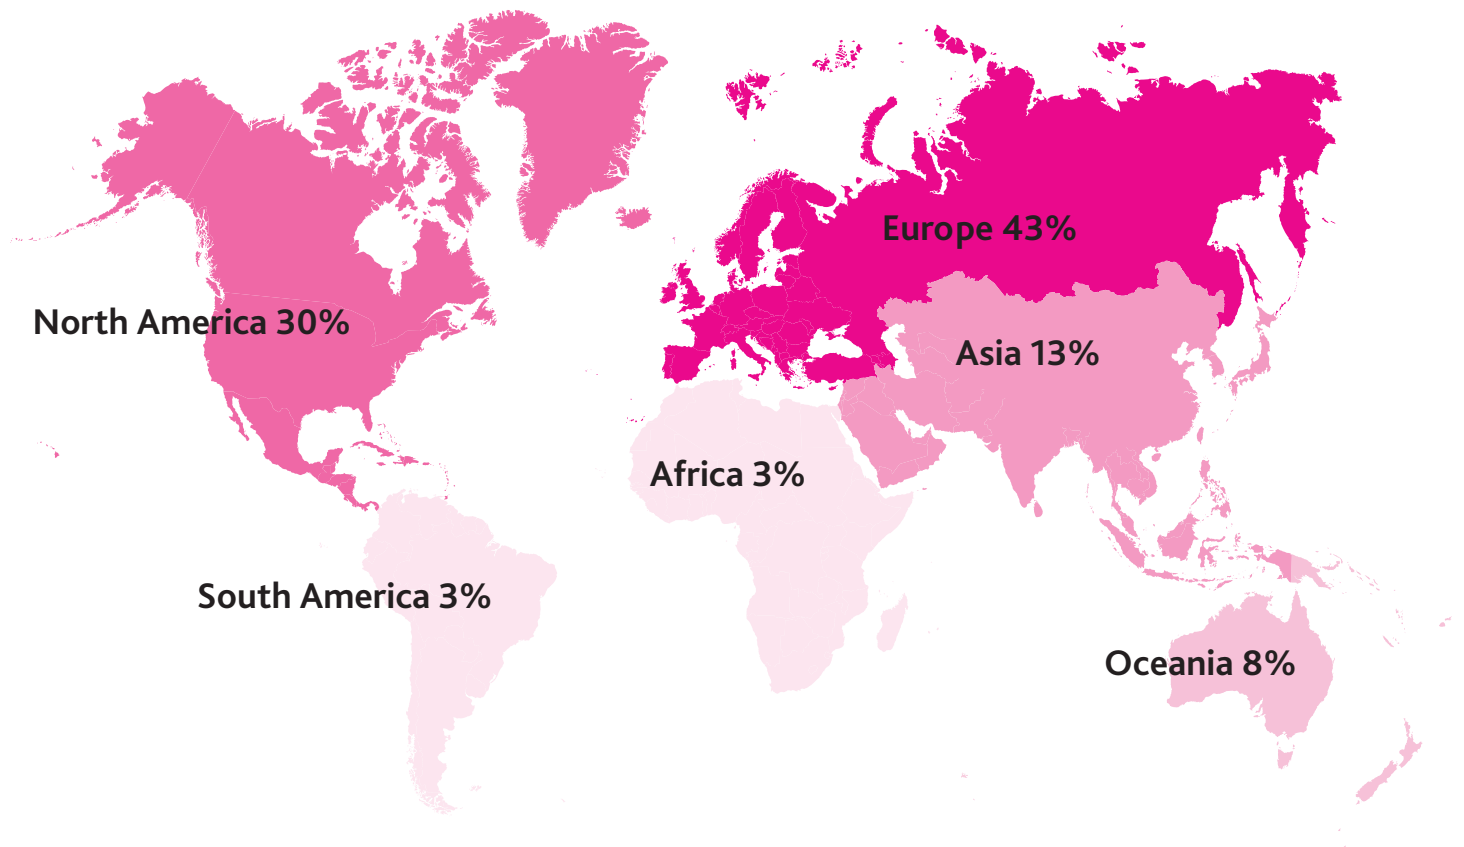 Europe 43%
North America 30%
Asia 13%
Africa 3%
South America 3%
Oceania 8%